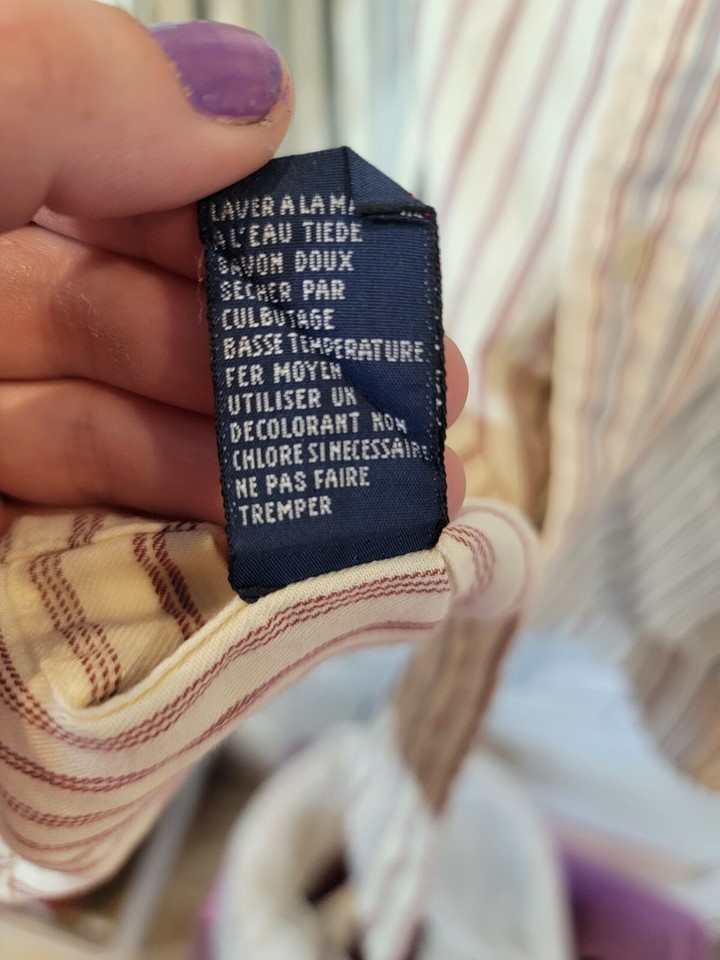 LAVER A LA
A L'EAU TIEDE
SAVON DOUX
SECHER PAR
CULBUTAGE
BASSE TEMPERATURE
FER MOYEN
UTILISER UN
DECOLORANT NON
CHLORE SI NECESSAIRE
NE PAS FAIRE
TREMPER